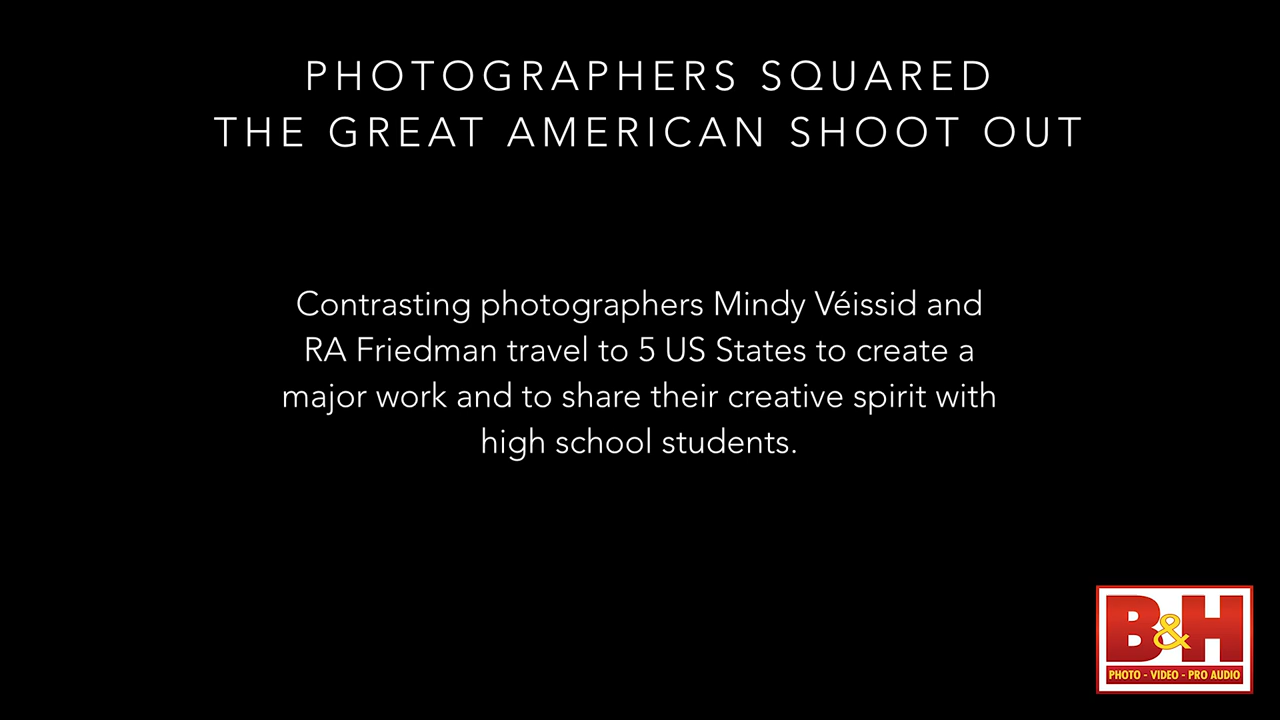 PHOTOGRAPHERS SQUARED
THE GREAT AMERICAN SHOOT OUT
Contrasting photographers Mindy Véissid and
RA Friedman travel to 5 US States to create a
major work and to share their creative spirit with
high school students.
B&H
PHOTO - VIDEO - PRO AUDIO